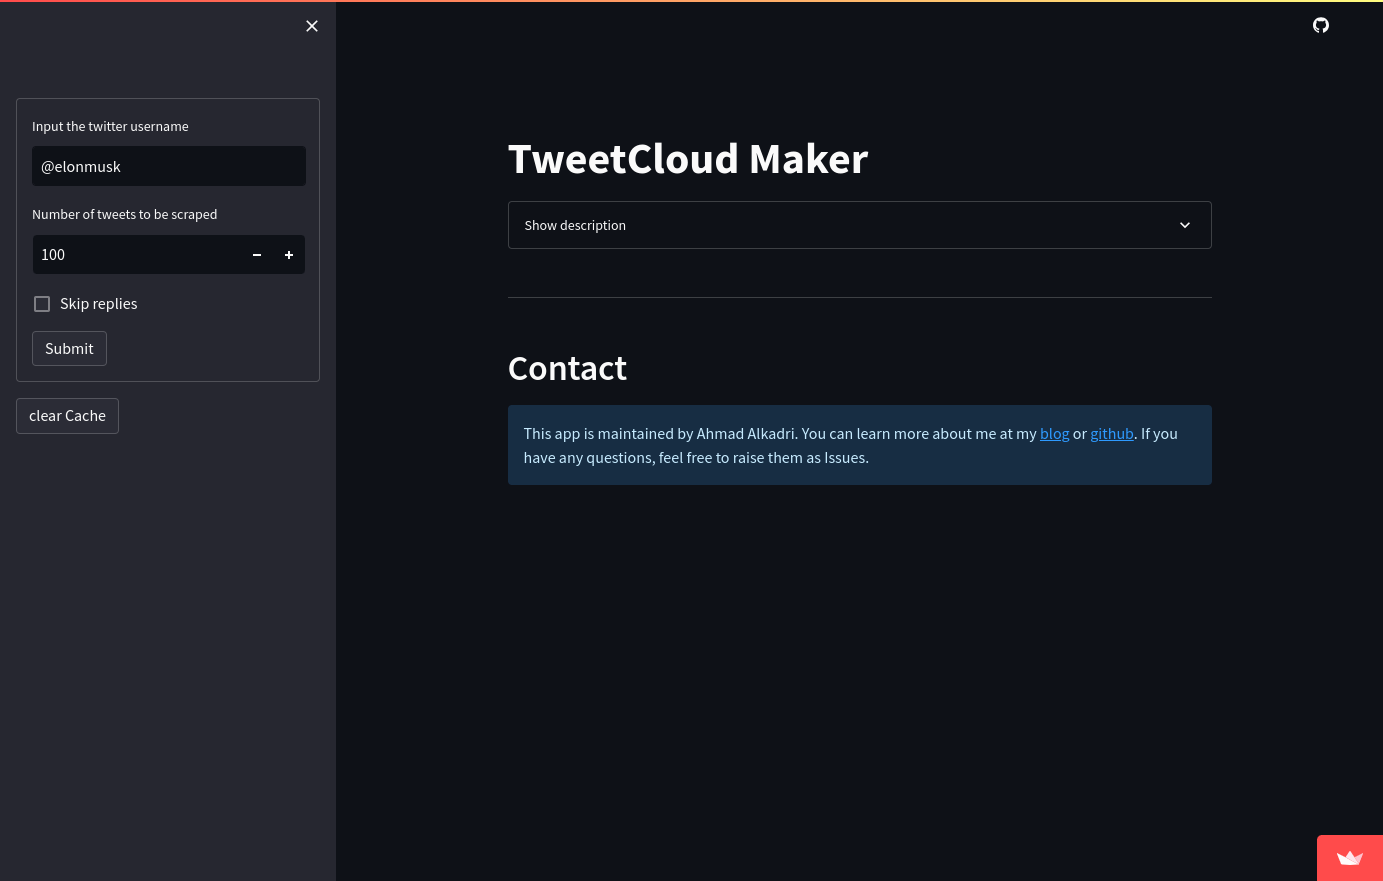 Input the twitter username
@elonmusk
Number of tweets to be scraped
100
Skip replies
Submit
clear Cache
TweetCloud Maker
Show description
Contact
This app is maintained by Ahmad Alkadri. You can learn more about me at my blog or github. If you
have any questions, feel free to raise them as Issues.